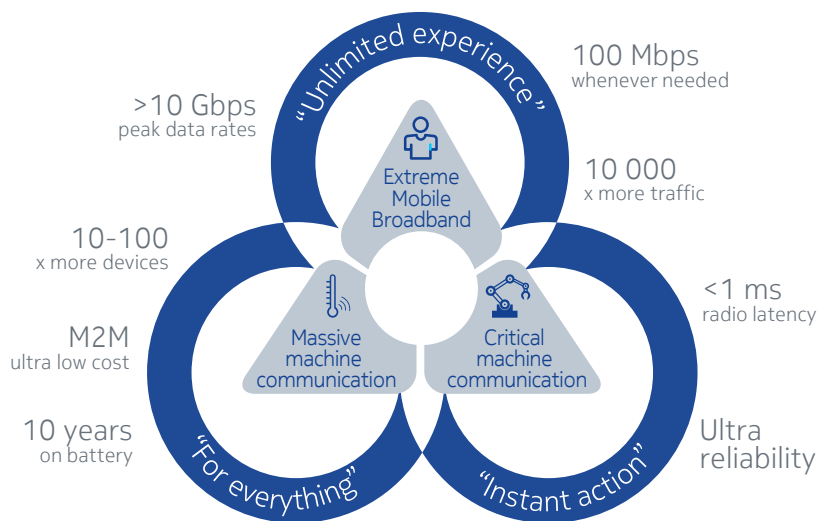 “Unlimited experience”
100 Mbps
whenever needed
>10 Gbps
peak data rates
10 000
x more traffic
Extreme
Mobile
Broadband
10-100
x more devices
M2M
ultra low cost
10 years
on battery
Massive
machine
communication
Critical
machine
communication
<1 ms
radio latency
Ultra
reliability
“For everything”
“Instant action”